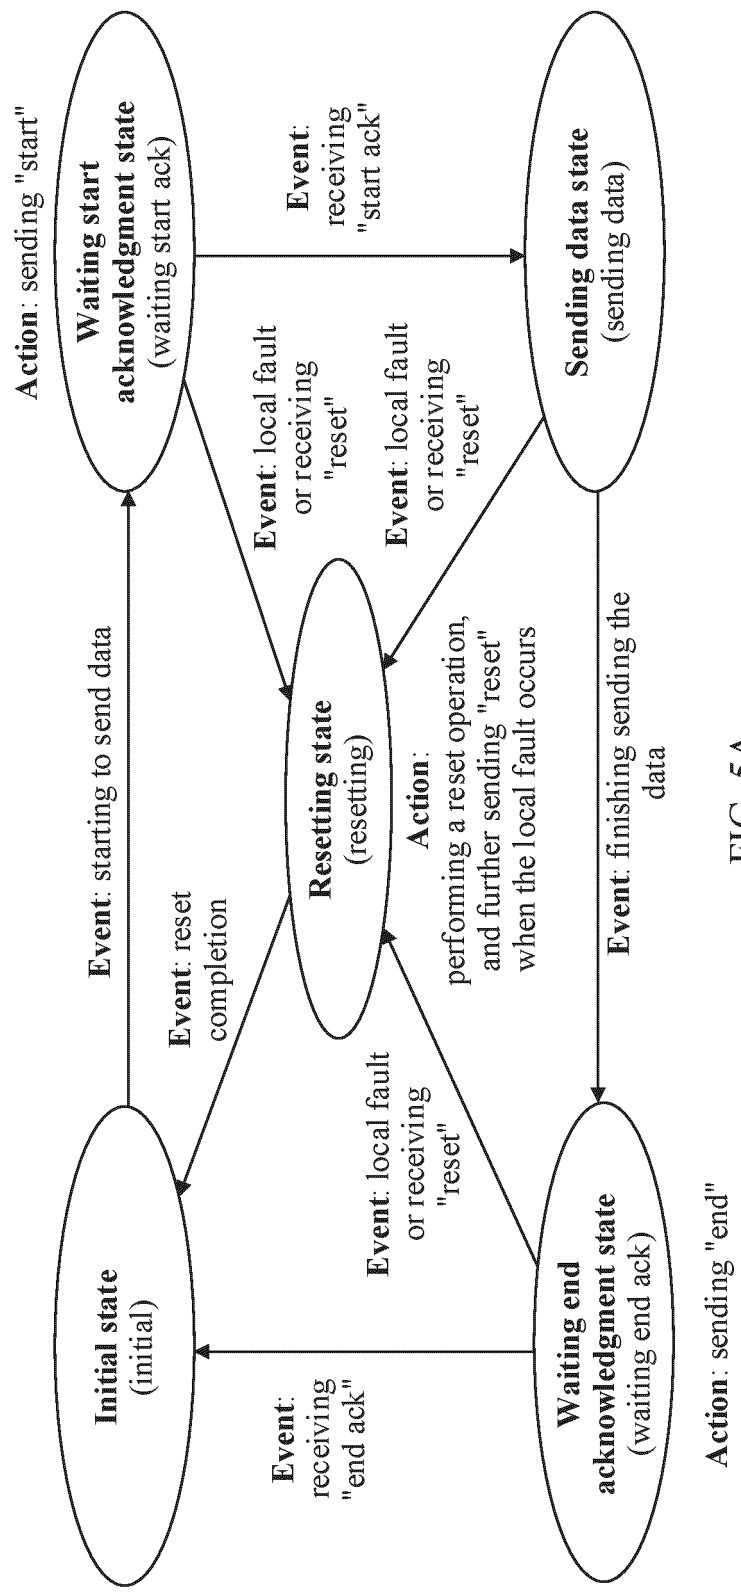 Initial state
(initial)
Event: starting to send data
Action: sending "start"
Waiting start
acknowledgment state
(waiting start ack)
Event: reset
completion
Event: local fault
or receiving
"reset"
Event:
receiving
"end ack"
Resetting state
(resetting)
Event:
receiving
"start ack"
Event: local fault
or receiving
"reset"
Action:
performing a reset operation,
and further sending "reset"
when the local fault occurs
Event: local fault
or receiving
"reset"
Waiting end
acknowledgment state
(waiting end ack)
Action: sending "end"
Event: finishing sending the
data
Sending data state
(sending data)
FIG. 5A